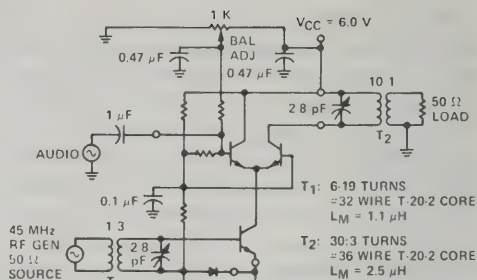 1 K
V_CC = 6.0 V
BAL
ADJ
0.47 µF
0.47 µF
10 1
50 Ω
LOAD
2 8 pF
T₂
1 µF
AUDIO
T₁: 6-19 TURNS
=32 WIRE T-20-2 CORE
L_M = 1.1 µH
0.1 µF
45 MHz
RF GEN
50 Ω
SOURCE
1 3
2 8
pF
T₂: 30:3 TURNS
=36 WIRE T-20-2 CORE
L_M = 2.5 µH